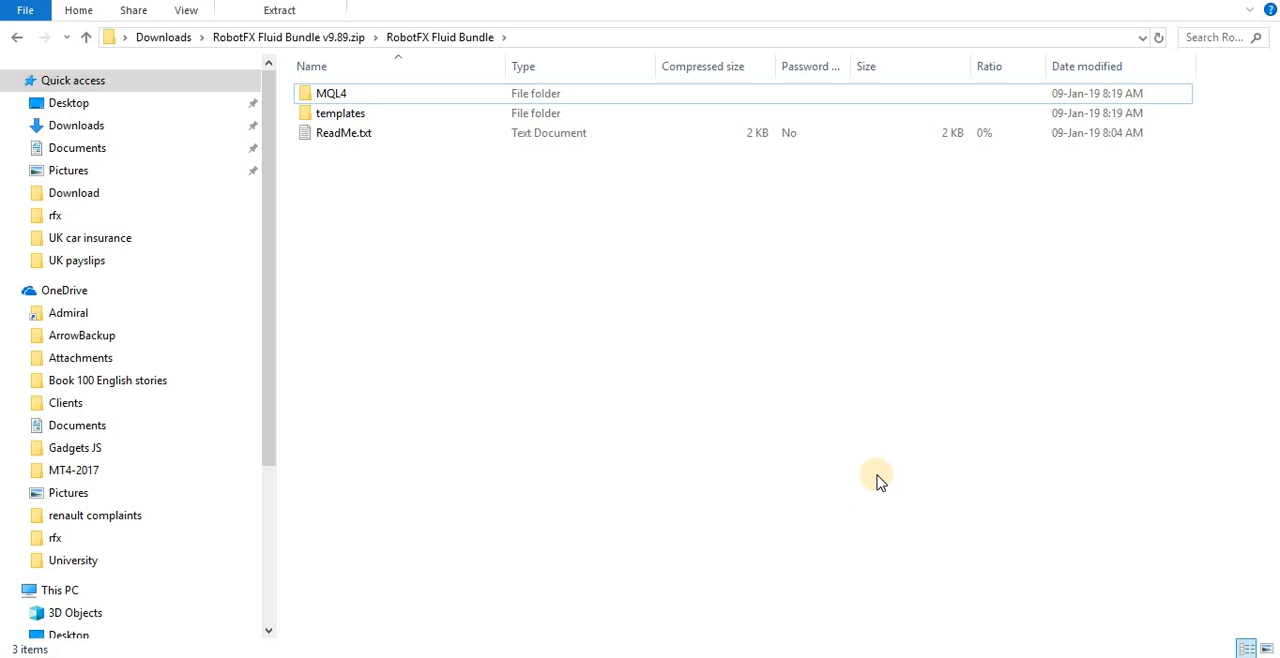 File Home Share View Extract
Downloads RobotFX Fluid Bundle v9.89.zip RobotFX Fluid Bundle Search Ro...
Name Type Compressed size Password ... Size Ratio Date modified
MQL4 File folder 09-Jan-19 8:19 AM
templates File folder 09-Jan-19 8:19 AM
ReadMe.txt Text Document 2 KB No 2 KB 0% 09-Jan-19 8:04 AM
Quick access
Desktop
Downloads
Documents
Pictures
Download
rfx
UK car insurance
UK payslips
OneDrive
Admiral
ArrowBackup
Attachments
Book 100 English stories
Clients
Documents
Gadgets JS
MT4-2017
Pictures
renault complaints
rfx
University
This PC
3D Objects
Desktop
3 items